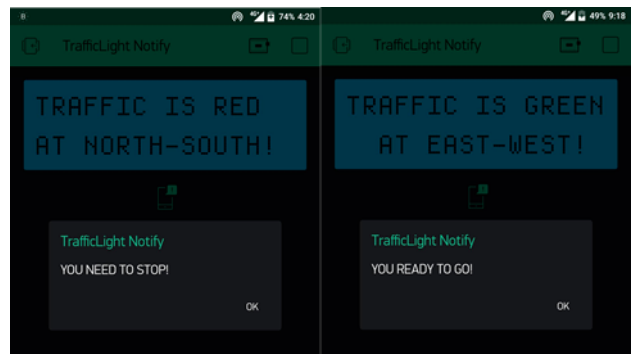 74% 4:20
TrafficLight Notify
TRAFFIC IS RED
AT NORTH-SOUTH!
TrafficLight Notify
YOU NEED TO STOP!
OK
49% 9:18
TrafficLight Notify
TRAFFIC IS GREEN
AT EAST-WEST!
TrafficLight Notify
YOU READY TO GO!
OK